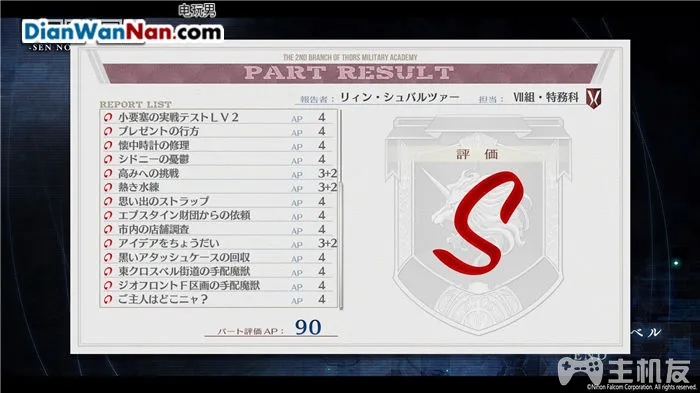 电玩男
DianWanNan.com
-SEN NO
THE 2ND BRANCH OF THORS MILITARY ACADEMY
PART RESULT
REPORT LIST
報告者：リィン・シュバルツァー 担当：Ⅶ組・特務科
小要塞の実戦テストＬＶ２ AP 4
プレゼントの行方 AP 4
懐中時計の修理 AP 4
シドニーの憂鬱 AP 4
高みへの挑戦 AP 3+2
熱き水練 AP 3+2
思い出のストラップ AP 4
エプスタイン財団からの依頼 AP 4
市内の店舗調査 AP 4
アイデアをちょうだい AP 3+2
黒いアタッシュケースの回収 AP 4
東クロスベル街道の手配魔獣 AP 4
ジオフロントＦ区画の手配魔獣 AP 4
ご主人はどこニャ？ AP 4
評価
S
パート評価AP： 90
ベル
END
主机友
©Nihon Falcom Corporation. All rights reserved.